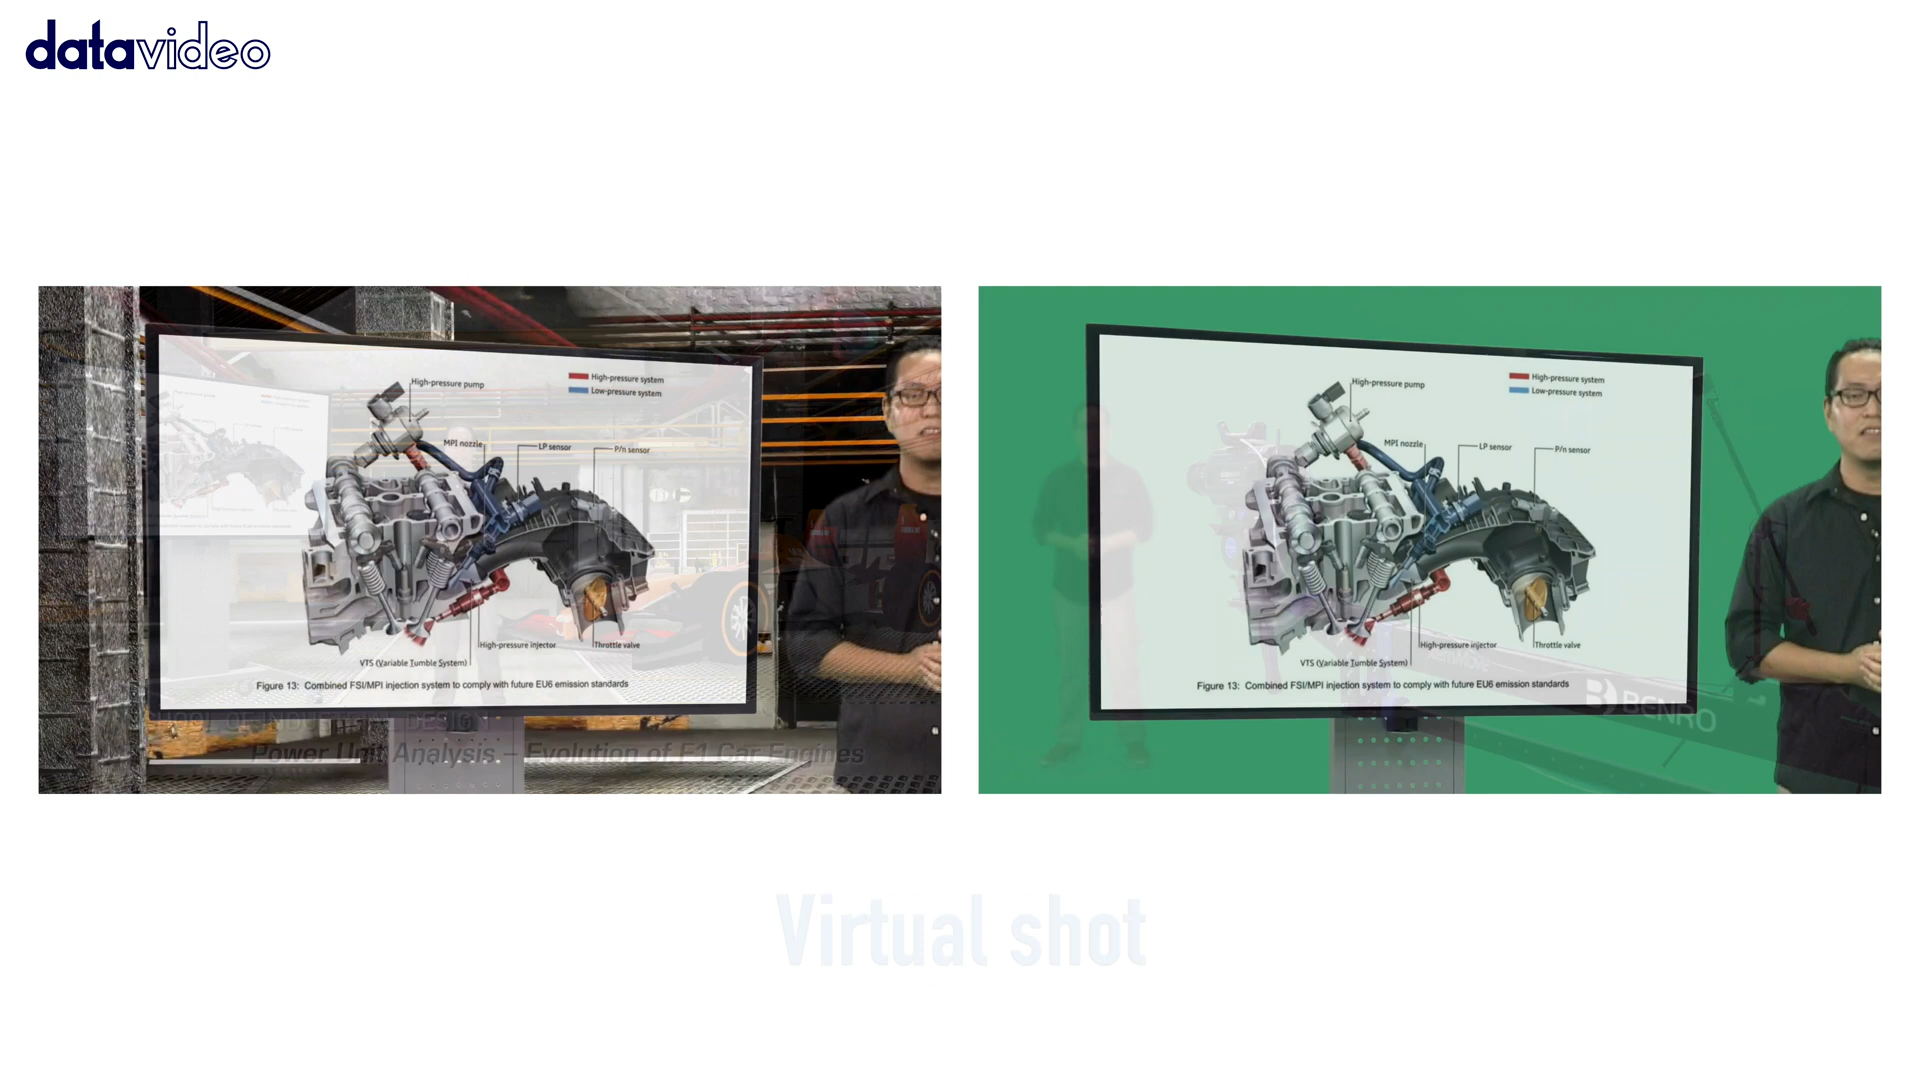 datavideo
High-pressure system
Low-pressure system
High-pressure pump
MPI nozzle
LP sensor
P/n sensor
High-pressure injector
Throttle valve
VTS (Variable Tumble System)
Figure 13: Combined FSI/MPI injection system to comply with future EU6 emission standards
DESIGN
Power Unit Analysis – Evolution of F1 Car Engines
High-pressure system
Low-pressure system
High-pressure pump
MPI nozzle
LP sensor
P/n sensor
High-pressure injector
Throttle valve
VTS (Variable Tumble System)
Figure 13: Combined FSI/MPI injection system to comply with future EU6 emission standards
BENRO
Virtual shot